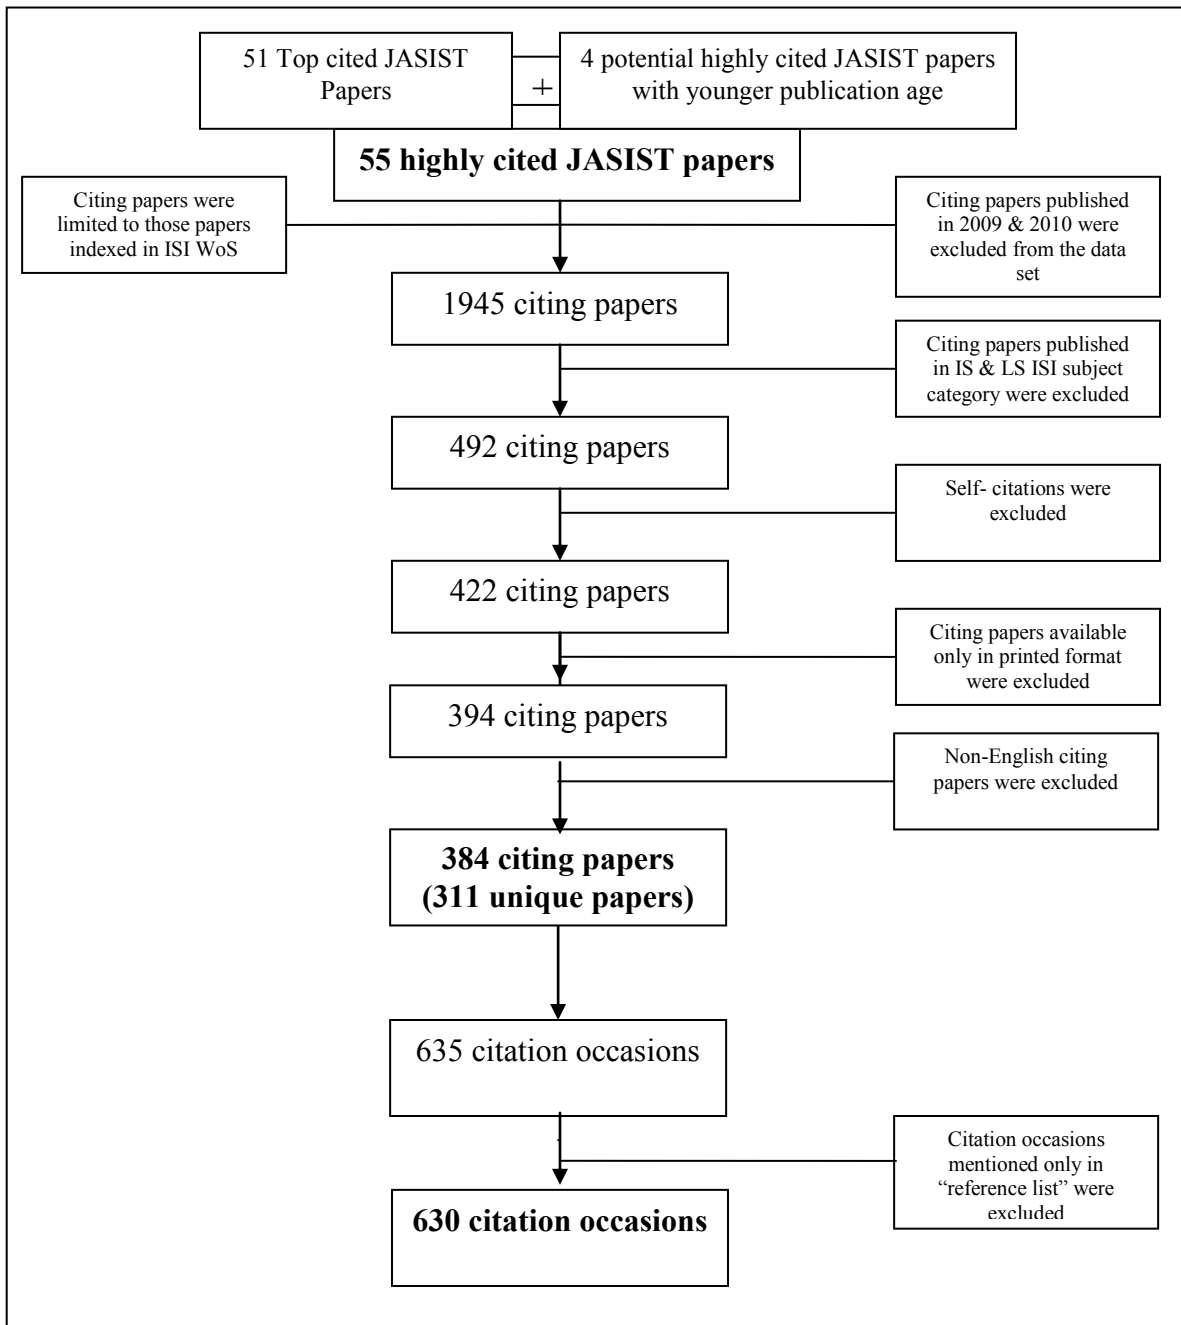 51 Top cited JASIST
Papers
+
4 potential highly cited JASIST papers
with younger publication age
55 highly cited JASIST papers
Citing papers were
limited to those papers
indexed in ISI WoS
Citing papers published
in 2009 & 2010 were
excluded from the data
set
1945 citing papers
Citing papers published
in IS & LS ISI subject
category were excluded
492 citing papers
Self- citations were
excluded
422 citing papers
Citing papers available
only in printed format
were excluded
394 citing papers
Non-English citing
papers were excluded
384 citing papers
(311 unique papers)
635 citation occasions
Citation occasions
mentioned only in
“reference list” were
excluded
630 citation occasions